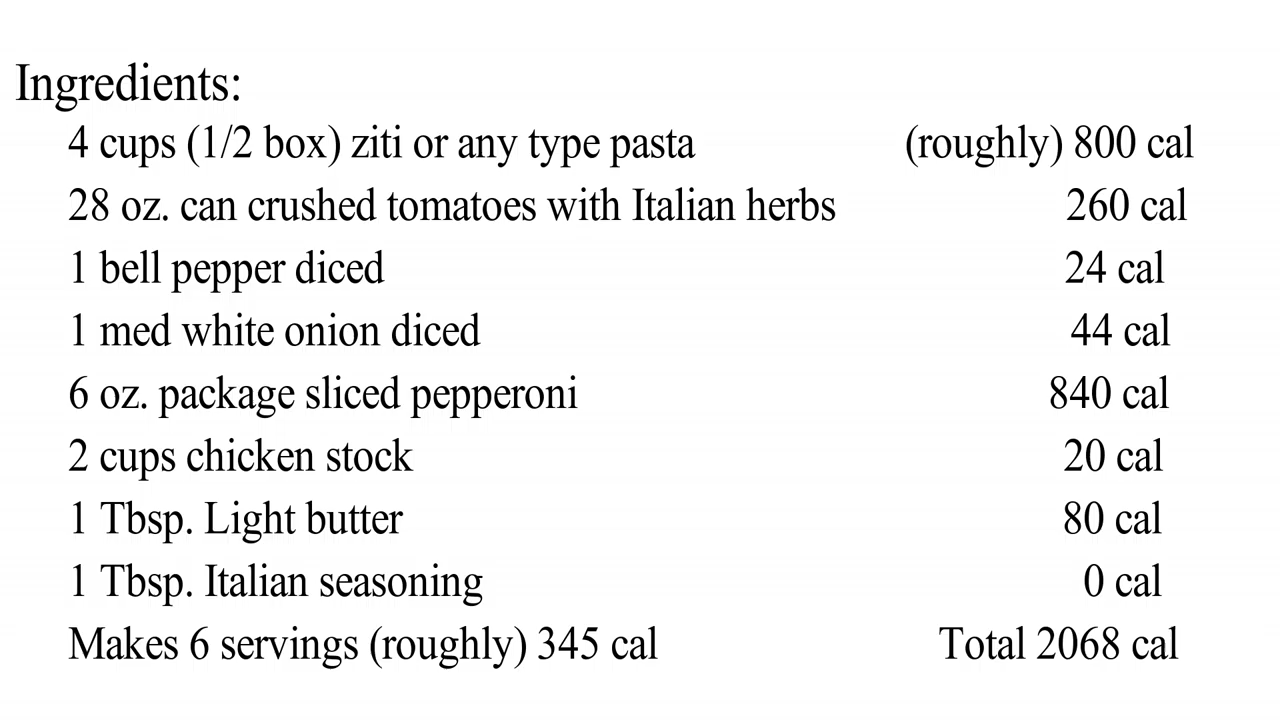 Ingredients:
4 cups (1/2 box) ziti or any type pasta (roughly) 800 cal
28 oz. can crushed tomatoes with Italian herbs 260 cal
1 bell pepper diced 24 cal
1 med white onion diced 44 cal
6 oz. package sliced pepperoni 840 cal
2 cups chicken stock 20 cal
1 Tbsp. Light butter 80 cal
1 Tbsp. Italian seasoning 0 cal
Makes 6 servings (roughly) 345 cal Total 2068 cal